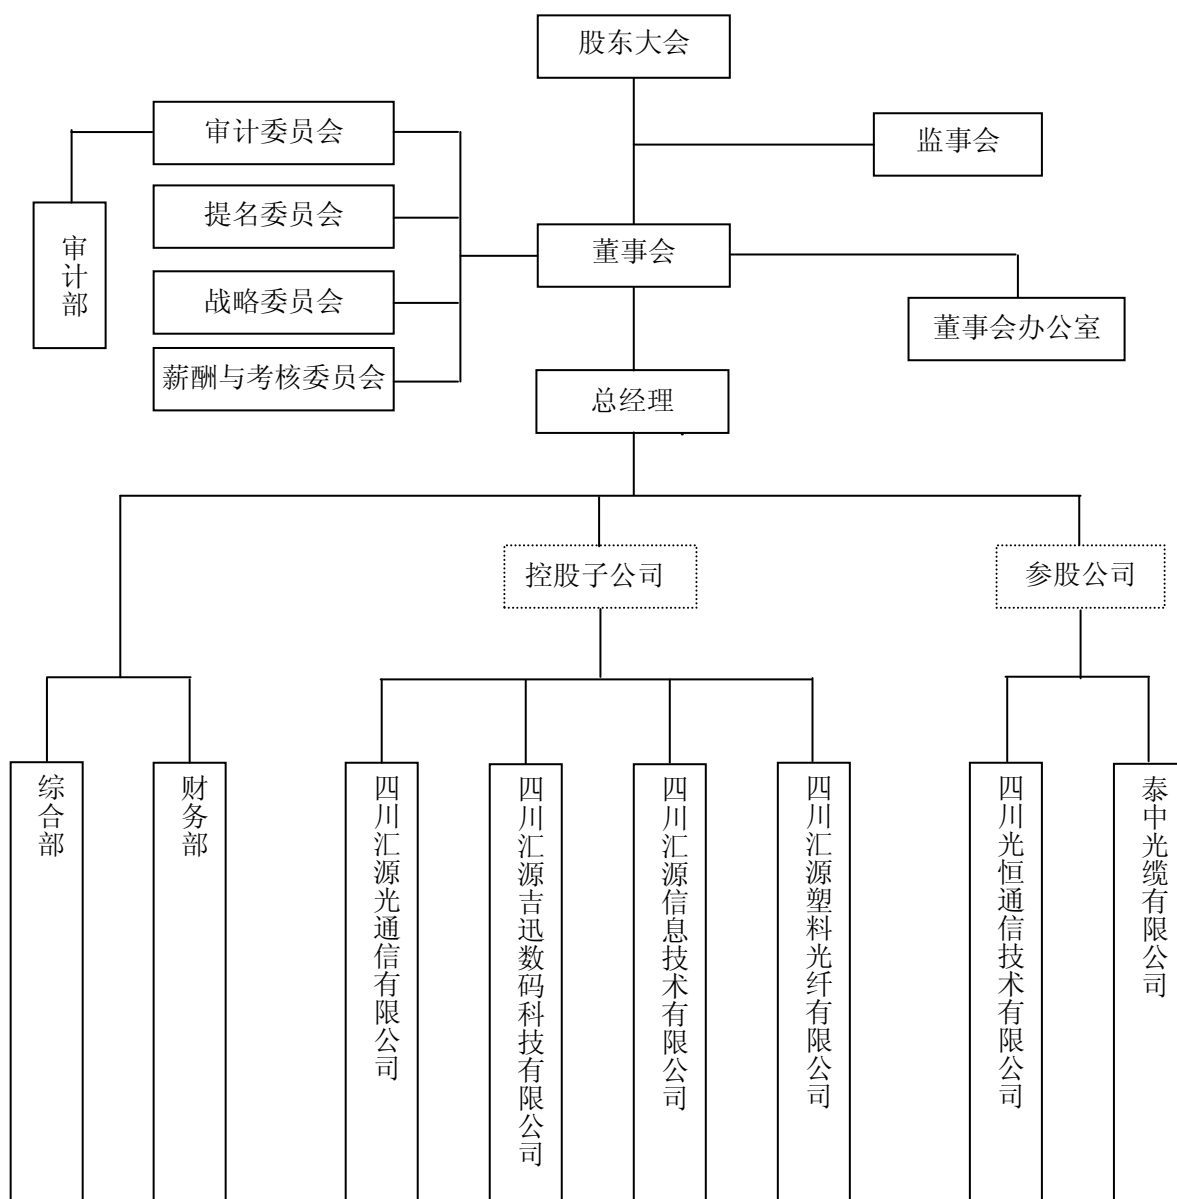 股东大会
审计委员会
监事会
提名委员会
审计部
董事会
战略委员会
董事会办公室
薪酬与考核委员会
总经理
控股子公司
参股公司
综合部
财务部
四川汇源光通信有限公司
四川汇源吉迅数码科技有限公司
四川汇源信息技术有限公司
四川汇源塑料光纤有限公司
四川光恒通信技术有限公司
泰中光缆有限公司